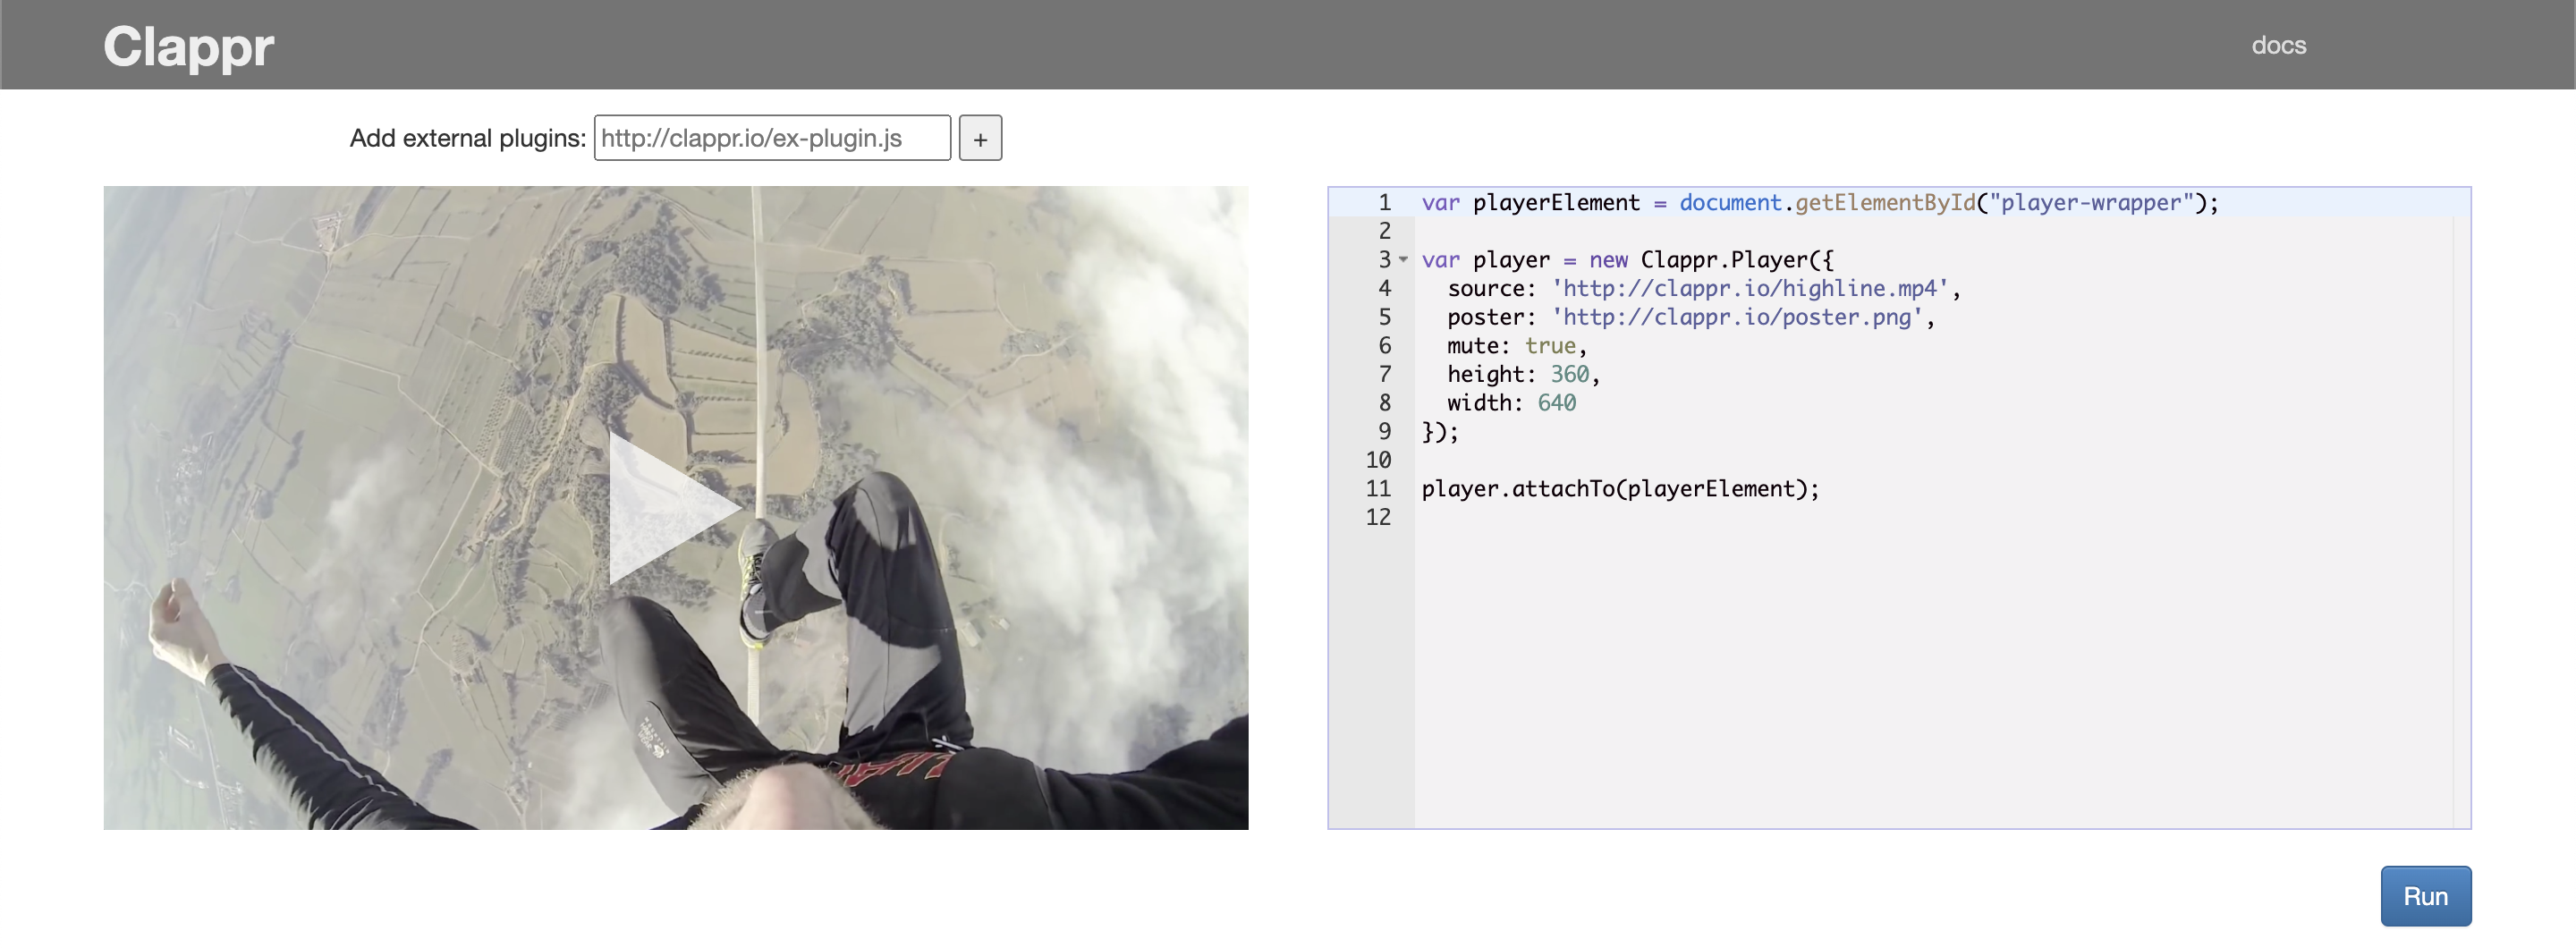 Clappr
docs
Add external plugins: http://clappr.io/ex-plugin.js +
1 var playerElement = document.getElementById("player-wrapper");
2
3 var player = new Clappr.Player({
4   source: 'http://clappr.io/highline.mp4',
5   poster: 'http://clappr.io/poster.png',
6   mute: true,
7   height: 360,
8   width: 640
9 });
10
11 player.attachTo(playerElement);
12
Run